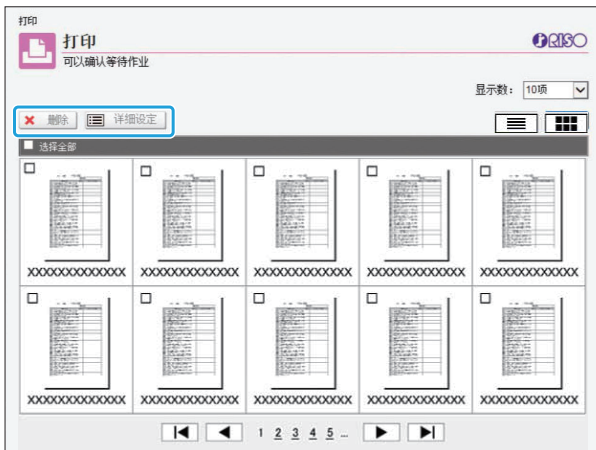 打印
打印
RISO
可以确认等待作业
显示数： 10项
删除 详细设定
选择全部
XXXXXXXXXXXXX XXXXXXXXXXXXX XXXXXXXXXXXXX XXXXXXXXXXXXX XXXXXXXXXXXXX
XXXXXXXXXXXXX XXXXXXXXXXXXX XXXXXXXXXXXXX XXXXXXXXXXXXX XXXXXXXXXXXXX
1 2 3 4 5 ...